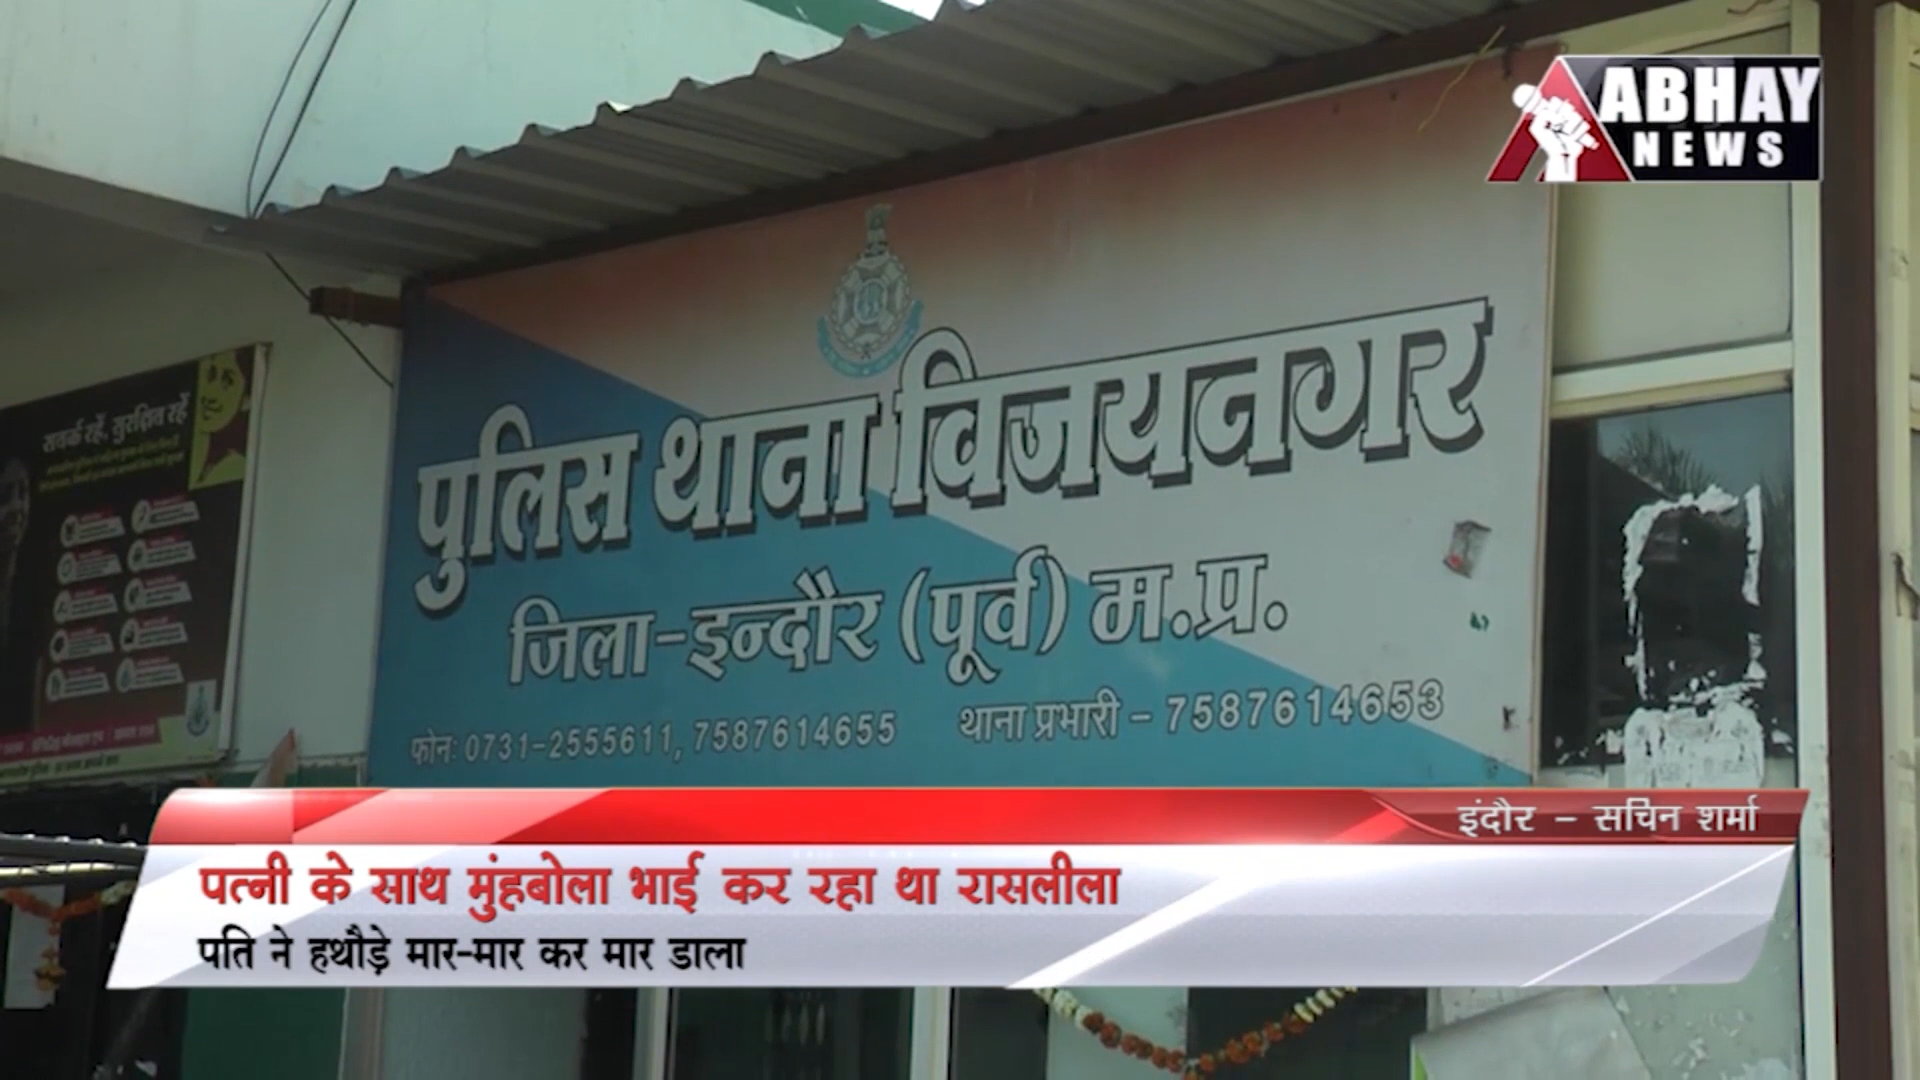 ABHAY
NEWS
सतर्क रहें, सुरक्षित रहें
पुलिस थाना विजयनगर
जिला-इन्दौर (पूर्व) म.प्र.
फोन: 0731-2555611, 7587614655 थाना प्रभारी - 7587614653
इंदौर - सचिन शर्मा
पत्नी के साथ मुंहबोला भाई कर रहा था रासलीला
पति ने हथौड़े मार-मार कर मार डाला